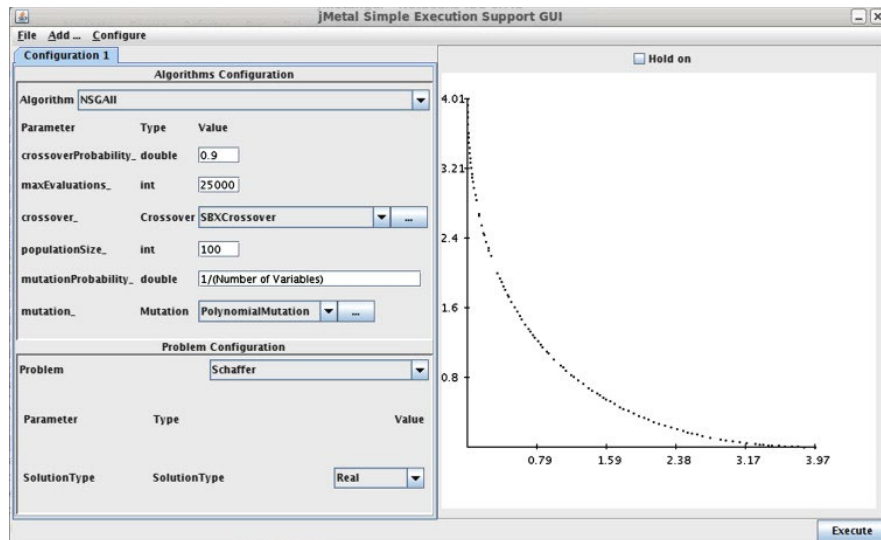 jMetal Simple Execution Support GUI
File Add ... Configure
Configuration 1
Algorithms Configuration
Algorithm NSGAII
Parameter Type Value
crossoverProbability_ double 0.9
maxEvaluations_ int 25000
crossover_ Crossover SBXCrossover ...
populationSize_ int 100
mutationProbability_ double 1/(Number of Variables)
mutation_ Mutation PolynomialMutation ...
Problem Configuration
Problem Schaffer
Parameter Type Value
SolutionType SolutionType Real
Hold on
4.01
3.21
2.4
1.6
0.8
0.79 1.59 2.38 3.17 3.97
Execute